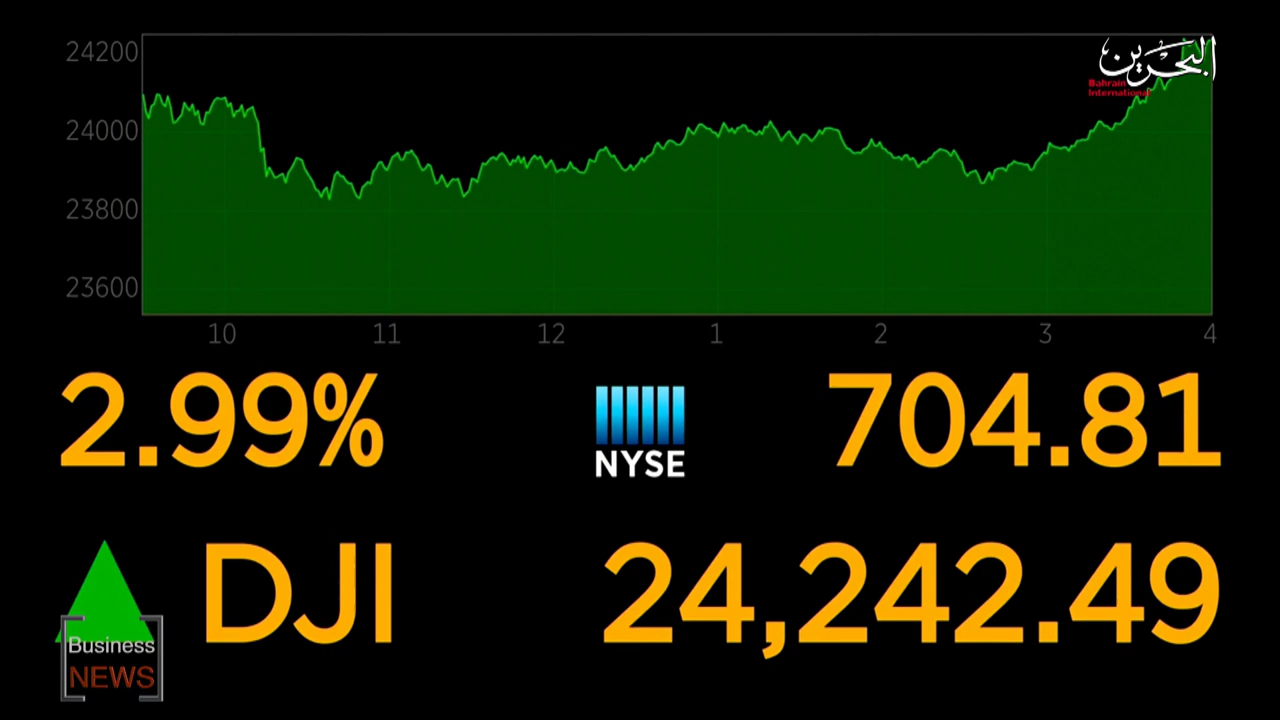 24200
البحرين
Bahrain
International
24000
23800
23600
10 11 12 1 2 3 4
2.99% NYSE 704.81
DJI 24,242.49
Business
NEWS